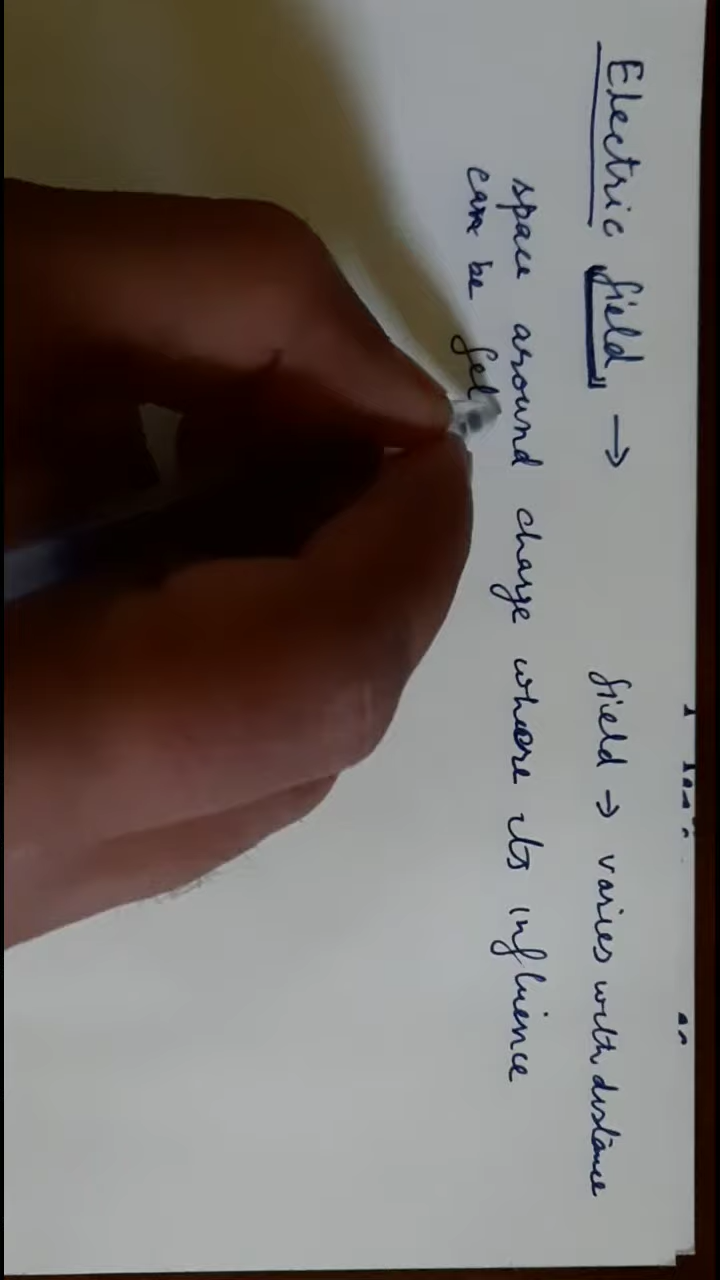 Electric field → field → varies with distance
space around charge where its influence
can be fel